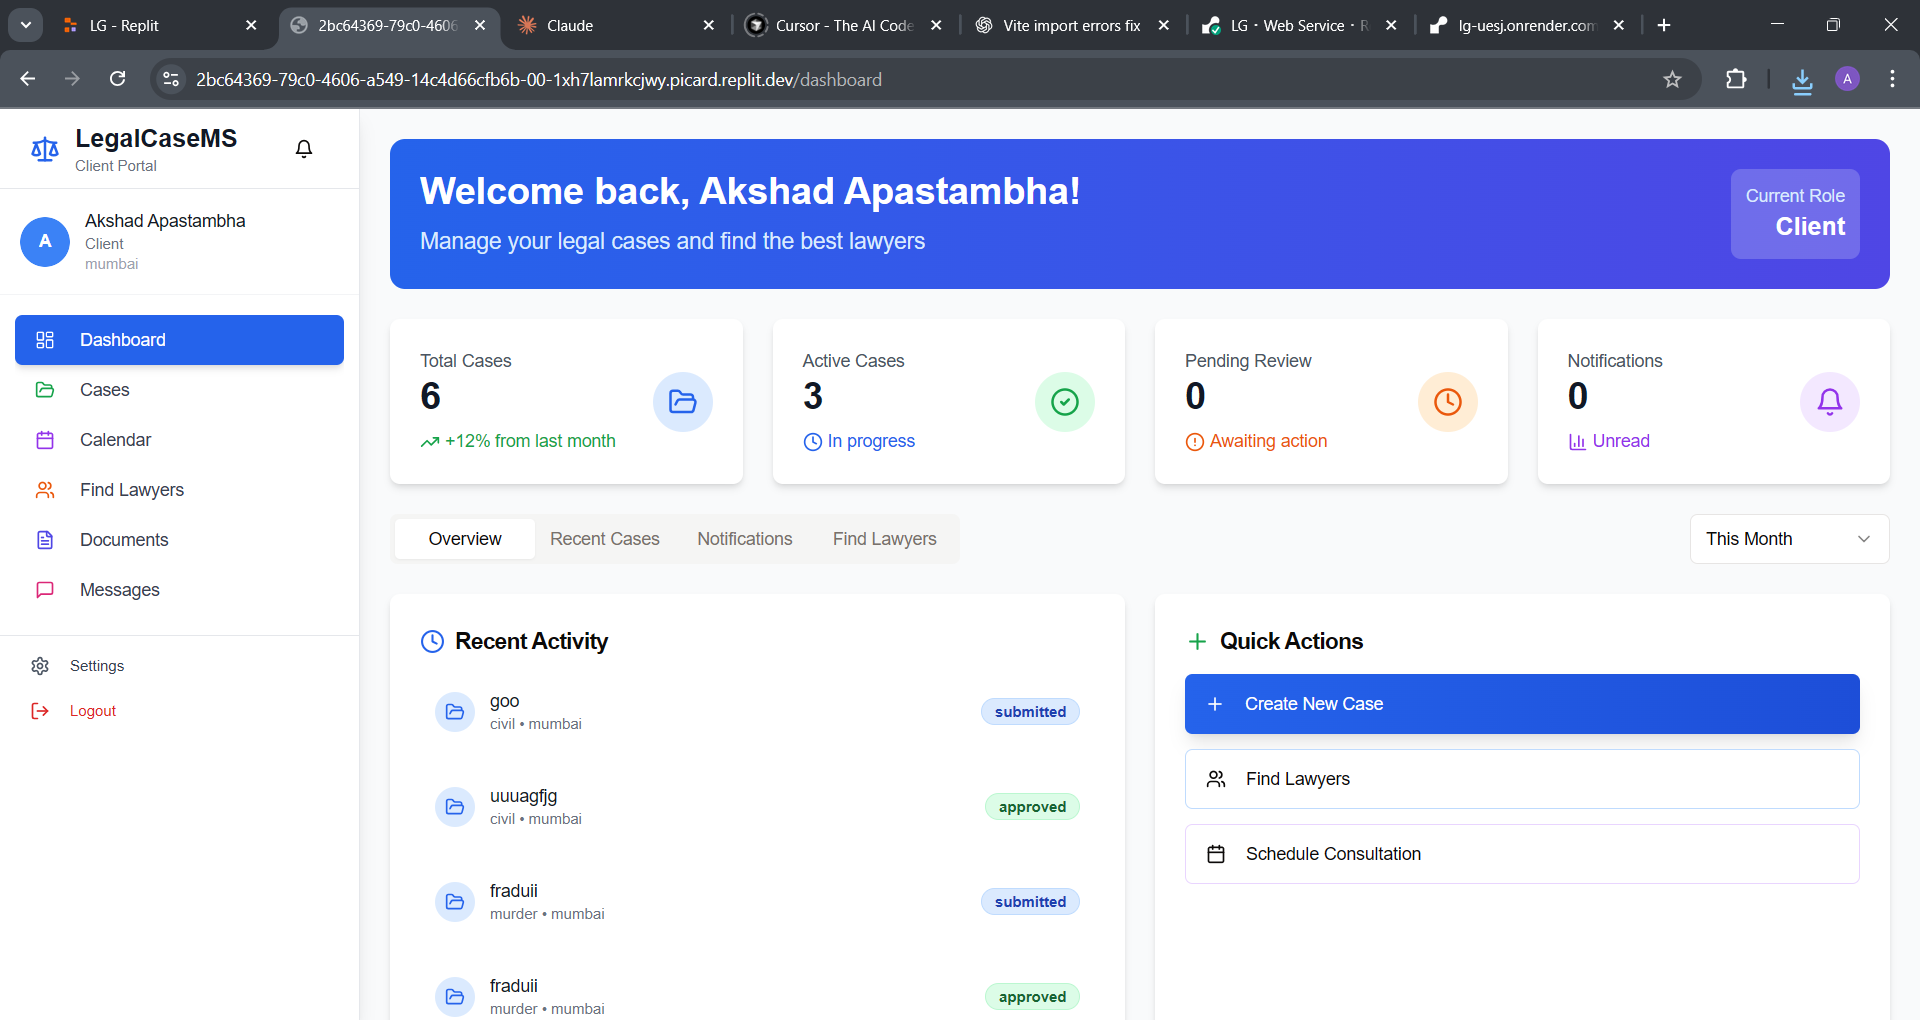 LG - Replit
2bc64369-79c0-4606
Claude
Cursor - The AI Code
Vite import errors fix
LG · Web Service ·
lg-uesj.onrender.com
2bc64369-79c0-4606-a549-14c4d66cfb6b-00-1xh7lamrkcjwy.picard.replit.dev/dashboard
A
LegalCaseMS
Client Portal
A
Akshad Apastambha
Client
mumbai
Dashboard
Cases
Calendar
Find Lawyers
Documents
Messages
Settings
Logout
Welcome back, Akshad Apastambha!
Manage your legal cases and find the best lawyers
Current Role
Client
Total Cases
6
+12% from last month
Active Cases
3
In progress
Pending Review
0
Awaiting action
Notifications
0
Unread
Overview
Recent Cases
Notifications
Find Lawyers
This Month
Recent Activity
goo
civil • mumbai
submitted
uuuagfjg
civil • mumbai
approved
fraduii
murder • mumbai
submitted
fraduii
murder • mumbai
approved
Quick Actions
Create New Case
Find Lawyers
Schedule Consultation